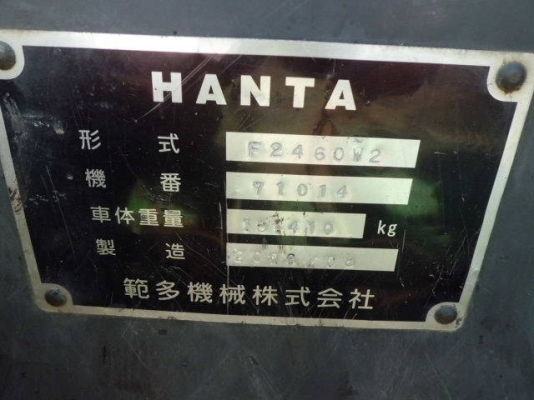 HANTA
形式 F2460W2
機番 71014
車体重量 kg
製造
範多機械株式会社